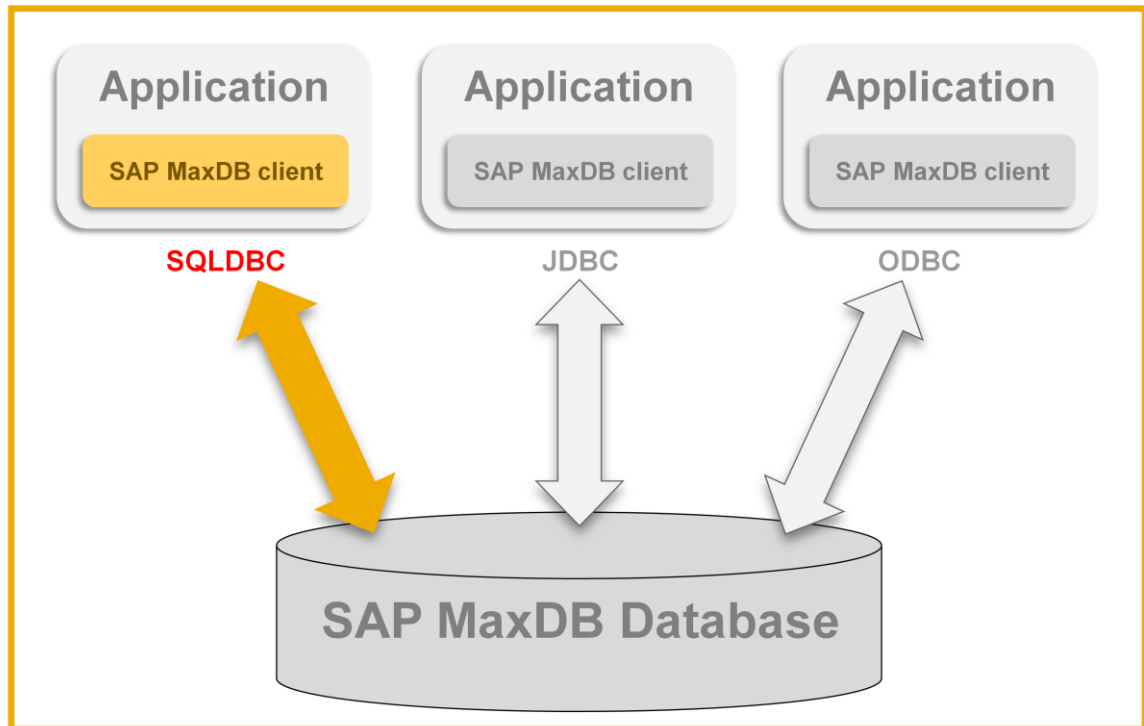 Application
Application
Application
SAP MaxDB client
SAP MaxDB client
SAP MaxDB client
SQLDBC
JDBC
ODBC
SAP MaxDB Database